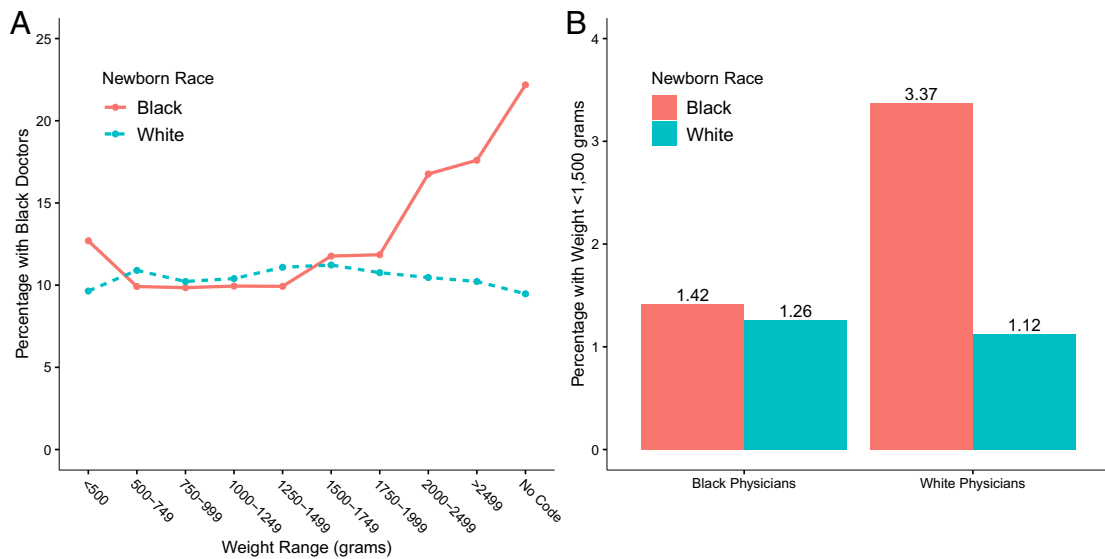 A
Percentage with Black Doctors
25
20
15
10
5
0
Newborn Race
Black
White
<500
500–749
750–999
1000–1249
1250–1499
1500–1749
1750–1999
2000–2499
>2499
No Code
Weight Range (grams)
B
Percentage with Weight <1,500 grams
4
3
2
1
0
Newborn Race
Black
White
1.42
1.26
3.37
1.12
Black Physicians
White Physicians